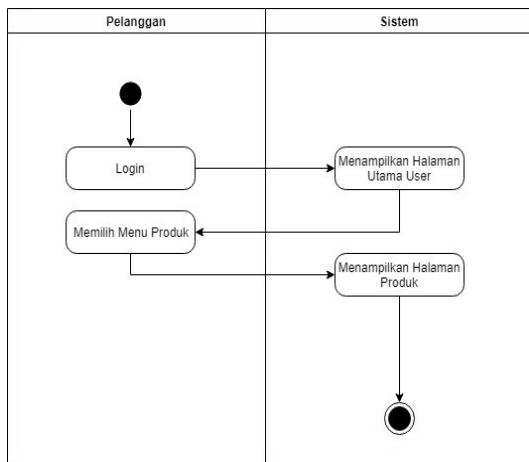 Pelanggan
Sistem
Login
Menampilkan Halaman
Utama User
Memilih Menu Produk
Menampilkan Halaman
Produk